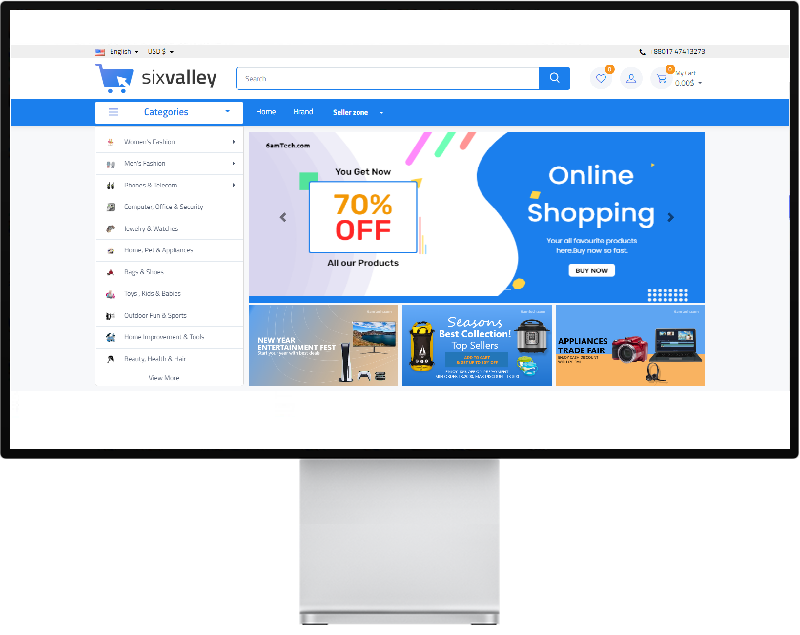 English
USD $
+88017 47413273
sixvalley
Search
0
0
My cart
0.00$
Categories
Home
Brand
Seller zone
Women's Fashion
Men's Fashion
Phones & Telecom
Computer, Office & Security
Jewelry & Watches
Home, Pet & Appliances
Bags & Shoes
Toys , Kids & Babies
Outdoor Fun & Sports
Home Improvement & Tools
Beauty, Health & Hair
View More
6amTech.com
You Get Now
70%
OFF
All our Products
Online
Shopping
Your all favourite products
here.Buy now so fast.
BUY NOW
NEW YEAR
ENTERTAINMENT FEST
Start your year with best deals
Seasons
Best Collection!
Top Sellers
ADD TO CART
APPLIANCES
TRADE FAIR